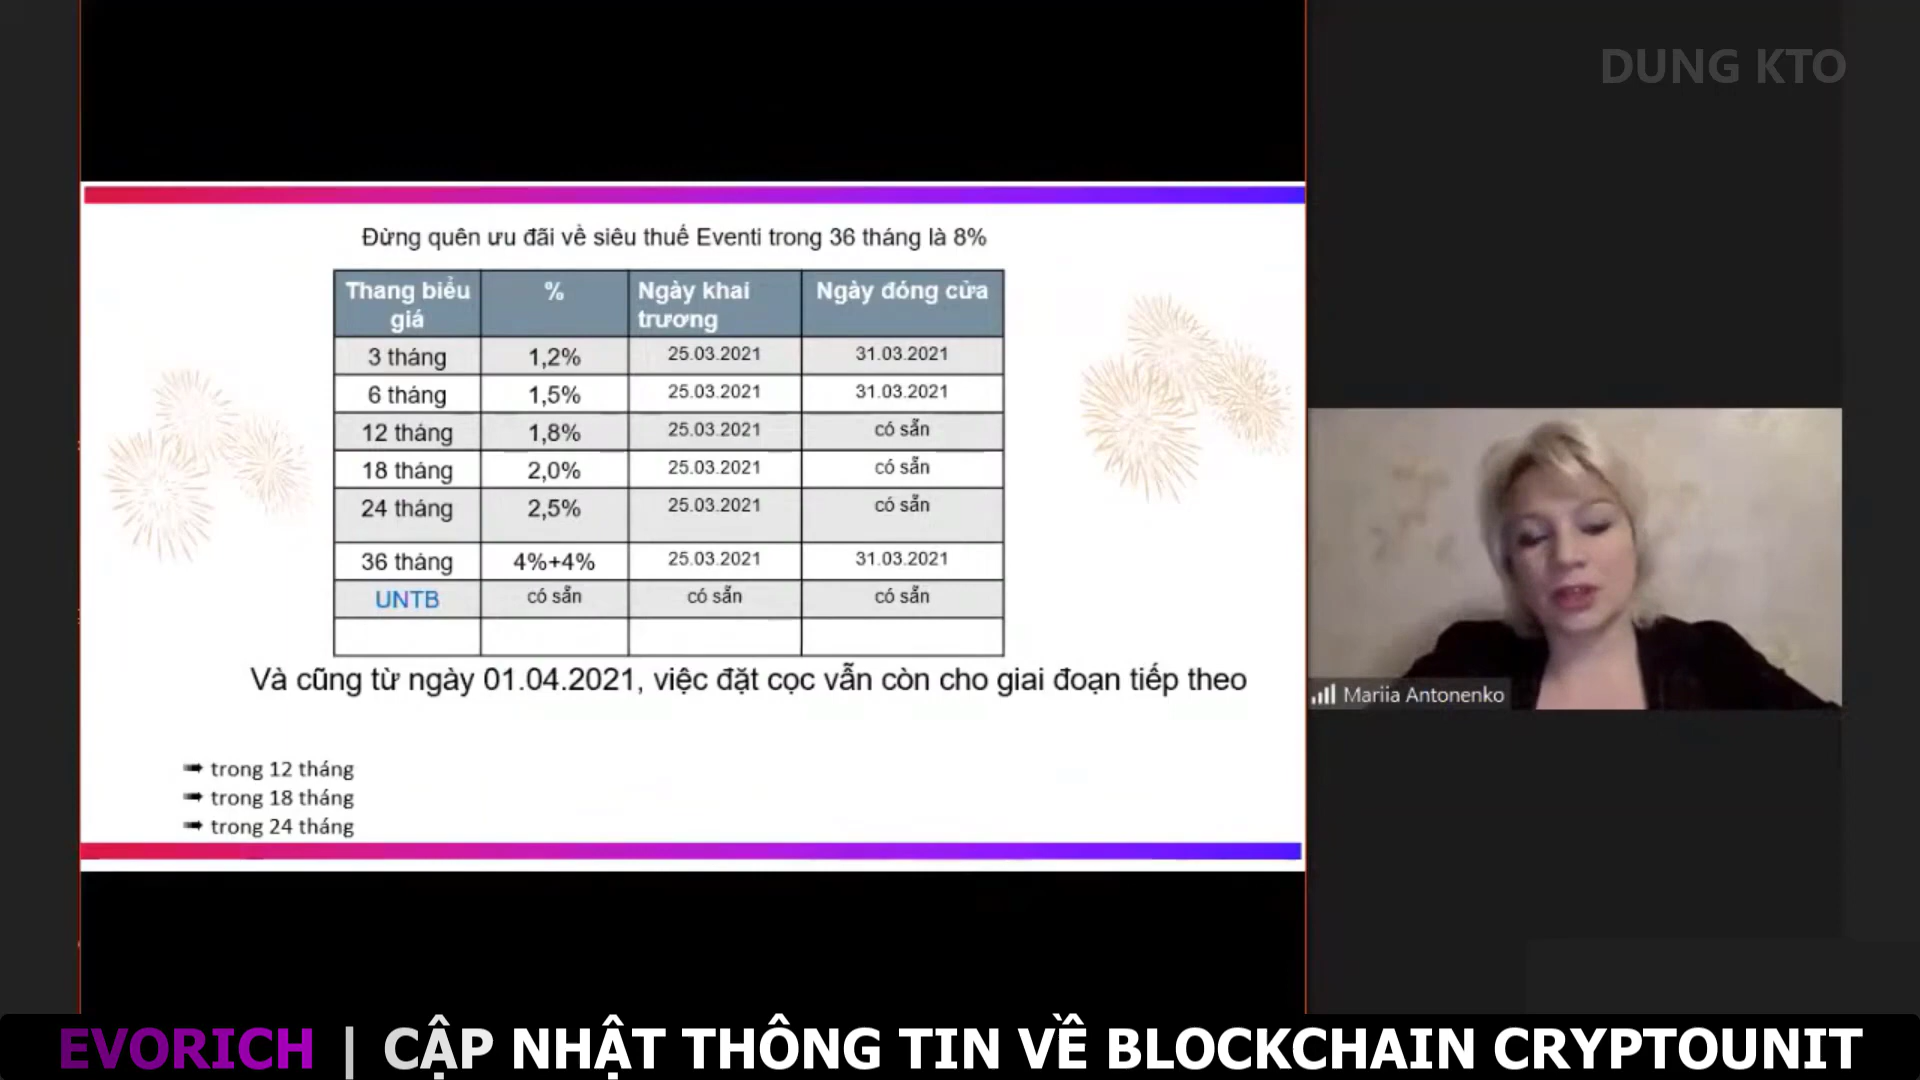 DUNG KTO
Đừng quên ưu đãi về siêu thuế Eventi trong 36 tháng là 8%
Thang biểu giá % Ngày khai trương Ngày đóng cửa
3 tháng 1,2% 25.03.2021 31.03.2021
6 tháng 1,5% 25.03.2021 31.03.2021
12 tháng 1,8% 25.03.2021 có sẵn
18 tháng 2,0% 25.03.2021 có sẵn
24 tháng 2,5% 25.03.2021 có sẵn
36 tháng 4%+4% 25.03.2021 31.03.2021
UNTB có sẵn có sẵn có sẵn
Và cũng từ ngày 01.04.2021, việc đặt cọc vẫn còn cho giai đoạn tiếp theo
➡ trong 12 tháng
➡ trong 18 tháng
➡ trong 24 tháng
Mariia Antonenko
EVORICH | CẬP NHẬT THÔNG TIN VỀ BLOCKCHAIN CRYPTOUNIT